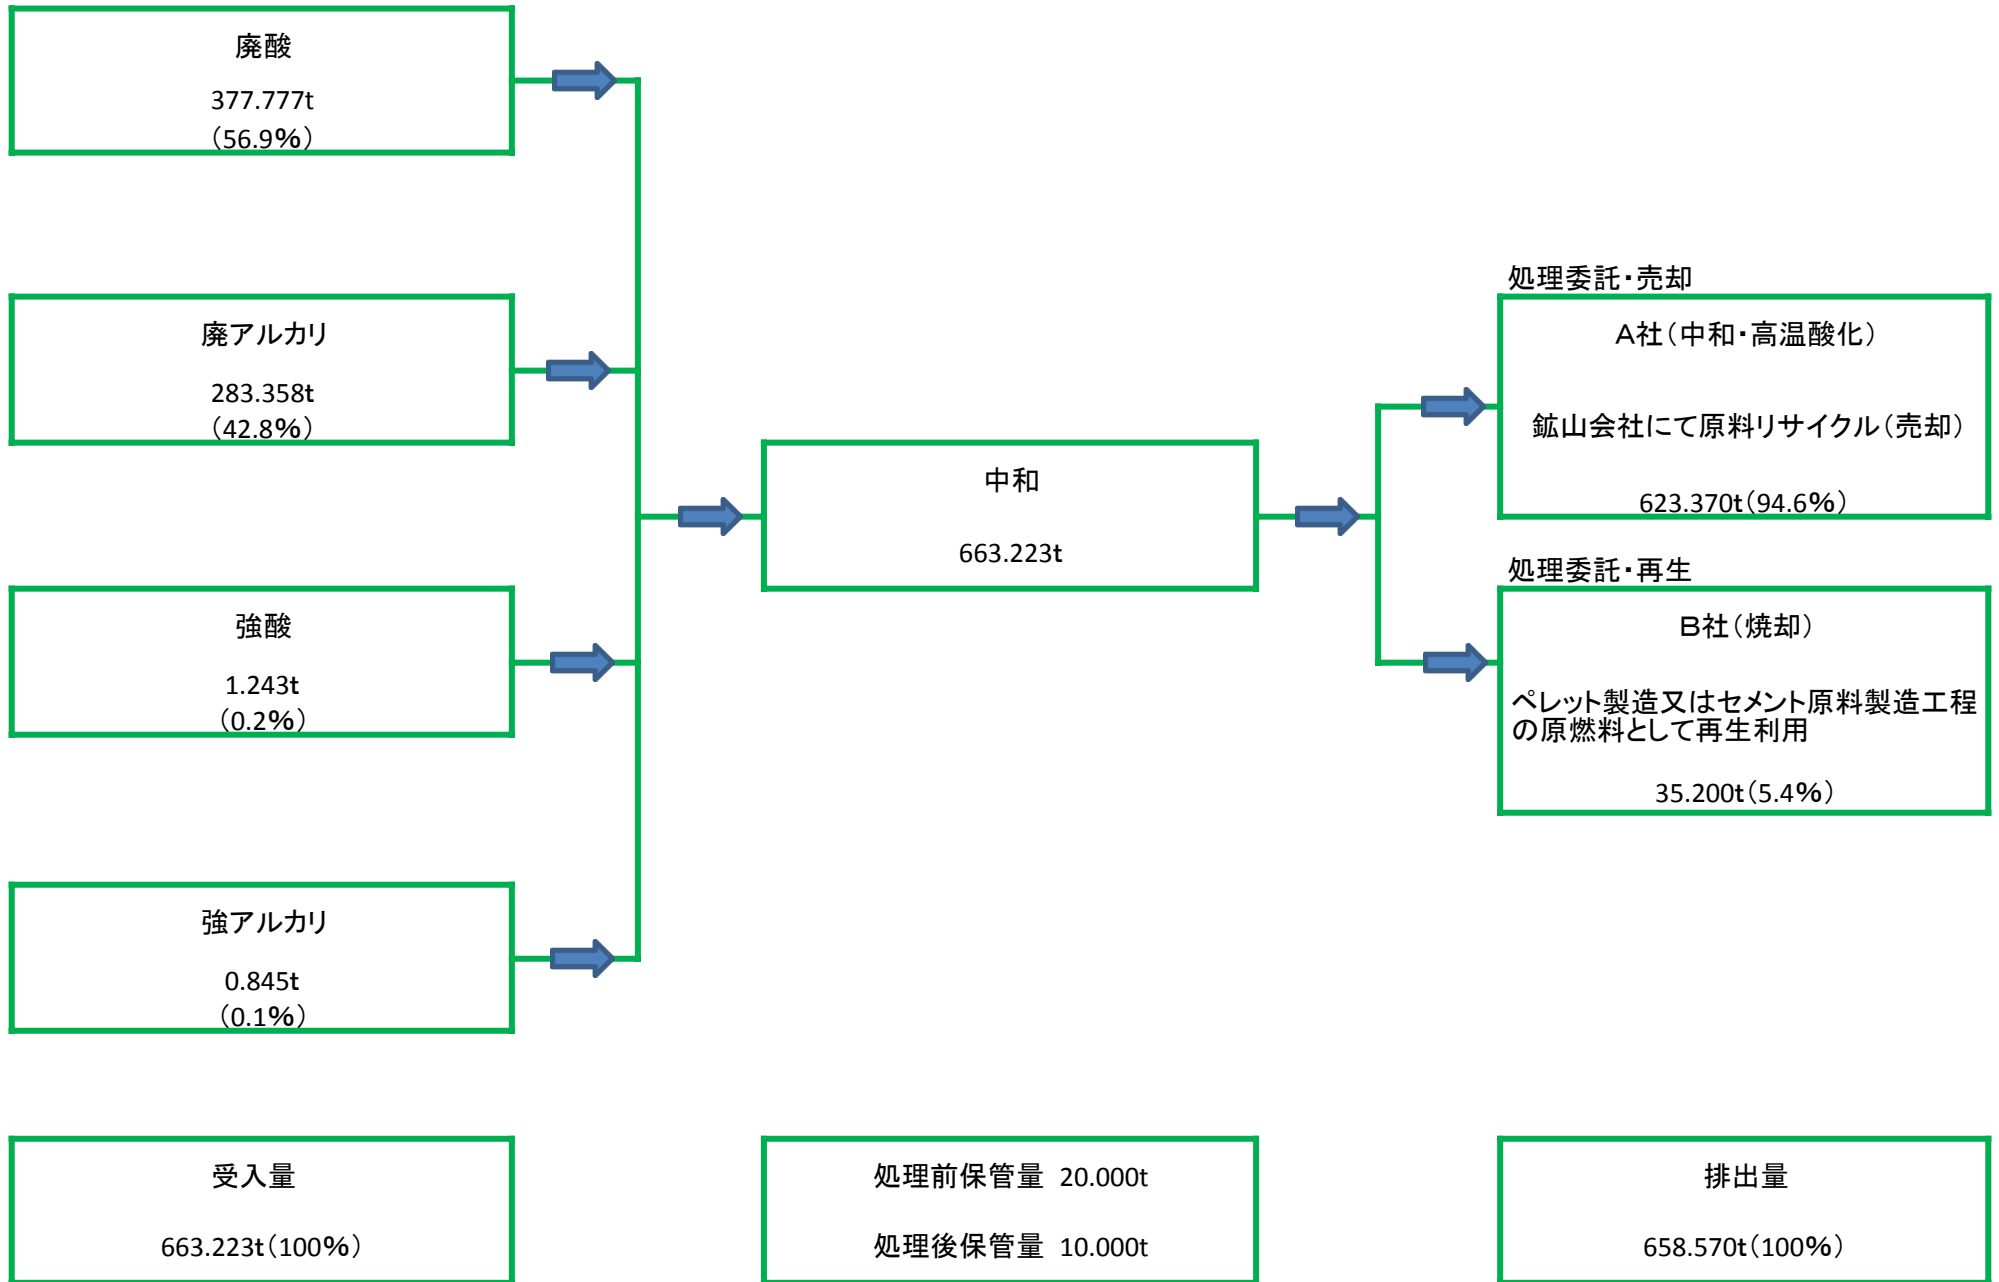 廃酸
377.777t
（56.9％）
廃アルカリ
283.358t
（42.8％）
強酸
1.243t
（0.2％）
強アルカリ
0.845t
（0.1％）
中和
663.223t
処理委託・売却
Ａ社（中和・高温酸化）
鉱山会社にて原料リサイクル（売却）
623.370t（94.6％）
処理委託・再生
Ｂ社（焼却）
ペレット製造又はセメント原料製造工程
の原燃料として再生利用
35.200t（5.4％）
受入量
663.223t（100％）
処理前保管量 20.000t
処理後保管量 10.000t
排出量
658.570t（100％）